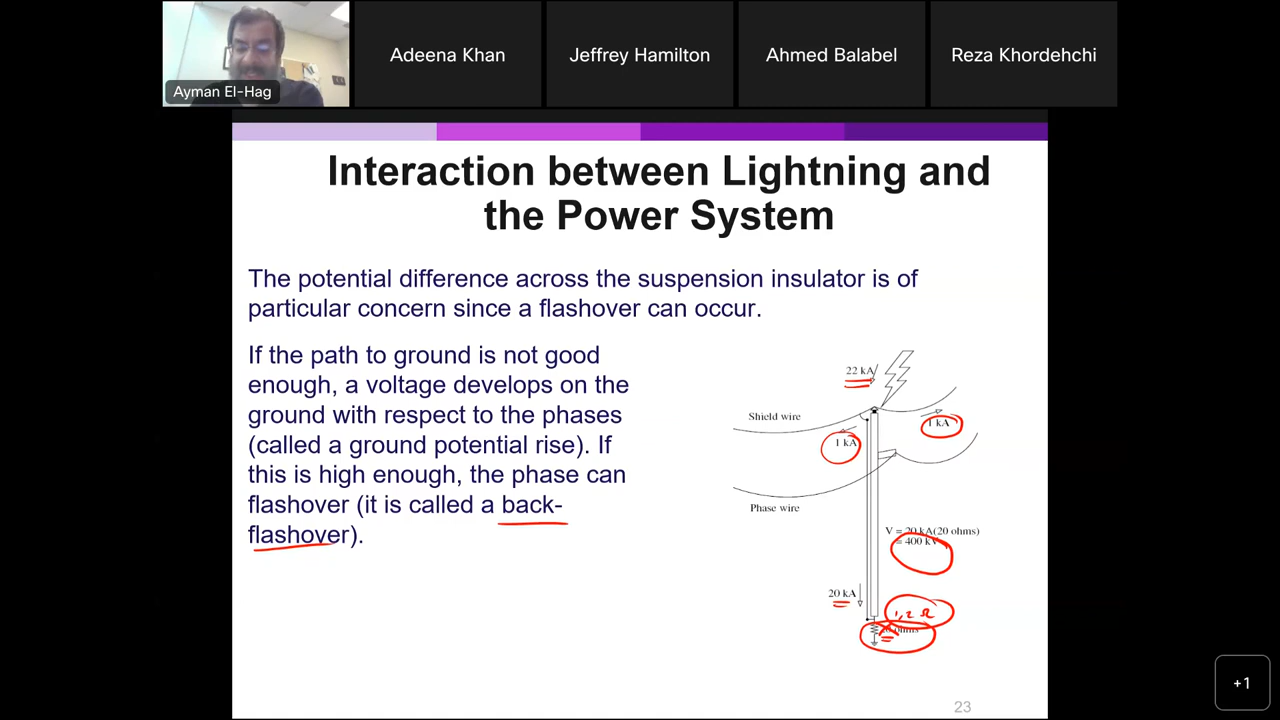 Ayman El-Hag
Adeena Khan
Jeffrey Hamilton
Ahmed Balabel
Reza Khordehchi
Interaction between Lightning and
the Power System
The potential difference across the suspension insulator is of
particular concern since a flashover can occur.
If the path to ground is not good
enough, a voltage develops on the
ground with respect to the phases
(called a ground potential rise). If
this is high enough, the phase can
flashover (it is called a back-
flashover).
22 kA
Shield wire
1 kA
1 kA
Phase wire
V = 20 kA(20 ohms)
= 400 kV
20 kA
1,2 Ω
ohms
23
+1